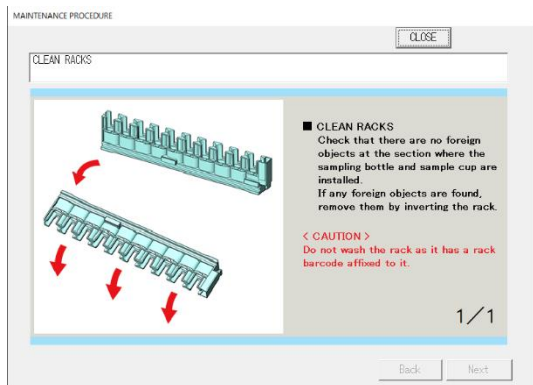 MAINTENANCE PROCEDURE
CLOSE
CLEAN RACKS
■ CLEAN RACKS
Check that there are no foreign
objects at the section where the
sampling bottle and sample cup are
installed.
If any foreign objects are found,
remove them by inverting the rack.
< CAUTION >
Do not wash the rack as it has a rack
barcode affixed to it.
1/1
Back
Next